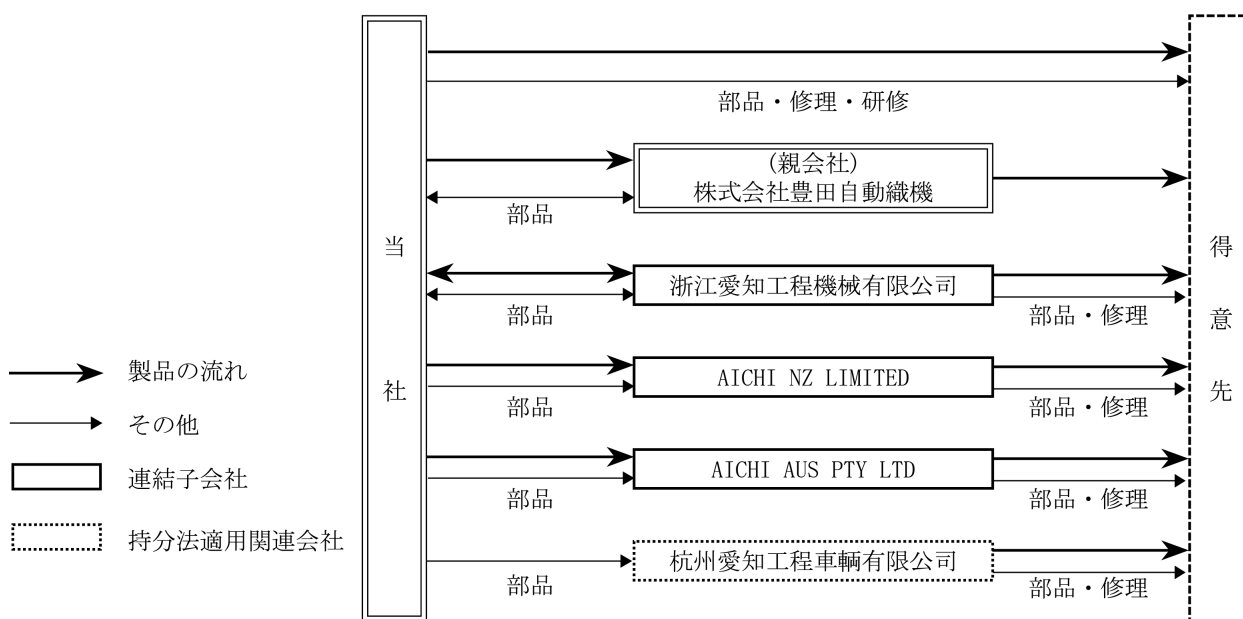 部品・修理・研修
(親会社)
株式会社豊田自動織機
部品
当社
得意先
浙江愛知工程機械有限公司
部品
部品・修理
AICHI NZ LIMITED
部品
部品・修理
AICHI AUS PTY LTD
部品
部品・修理
杭州愛知工程車輌有限公司
部品
部品・修理
製品の流れ
その他
連結子会社
持分法適用関連会社